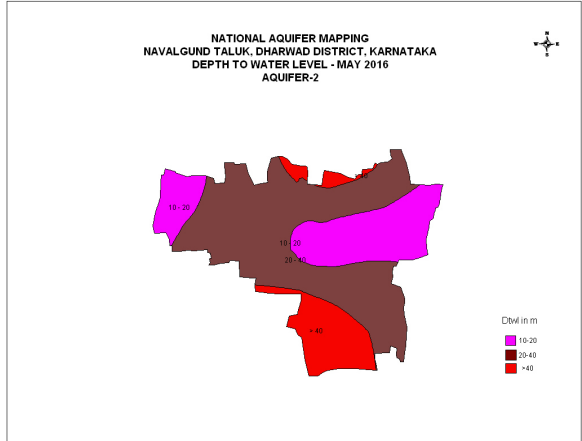 NATIONAL AQUIFER MAPPING
NAVALGUND TALUK, DHARWAD DISTRICT, KARNATAKA
DEPTH TO WATER LEVEL - MAY 2016
AQUIFER-2
N
W E
S
>40
10 - 20
10 - 20
20 - 40
> 40
Dtwl in m
10-20
20-40
>40